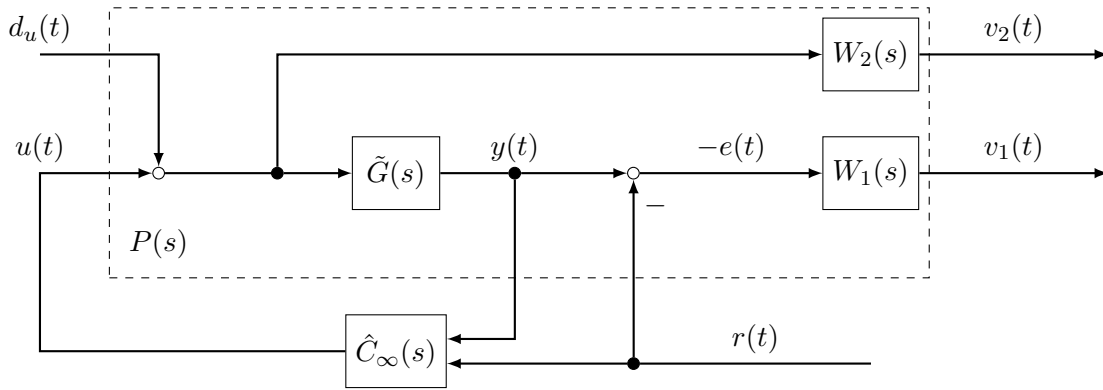 d_u(t)
W_2(s)
v_2(t)
u(t)
G̃(s)
y(t)
-e(t)
W_1(s)
v_1(t)
−
P(s)
Ĉ_∞(s)
r(t)